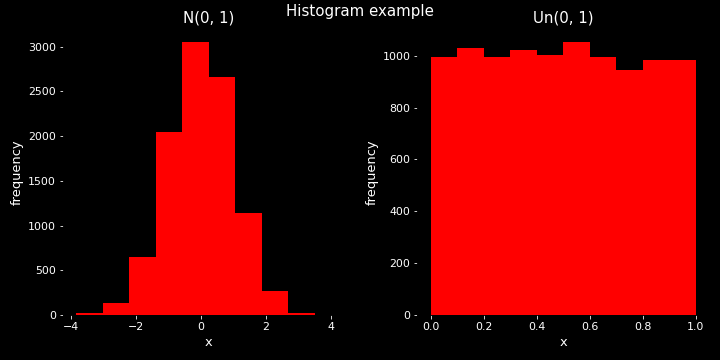 Histogram example
N(0, 1)
frequency
3000
2500
2000
1500
1000
500
0
−4 −2 0 2 4
x
Un(0, 1)
frequency
1000
800
600
400
200
0
0.0 0.2 0.4 0.6 0.8 1.0
x